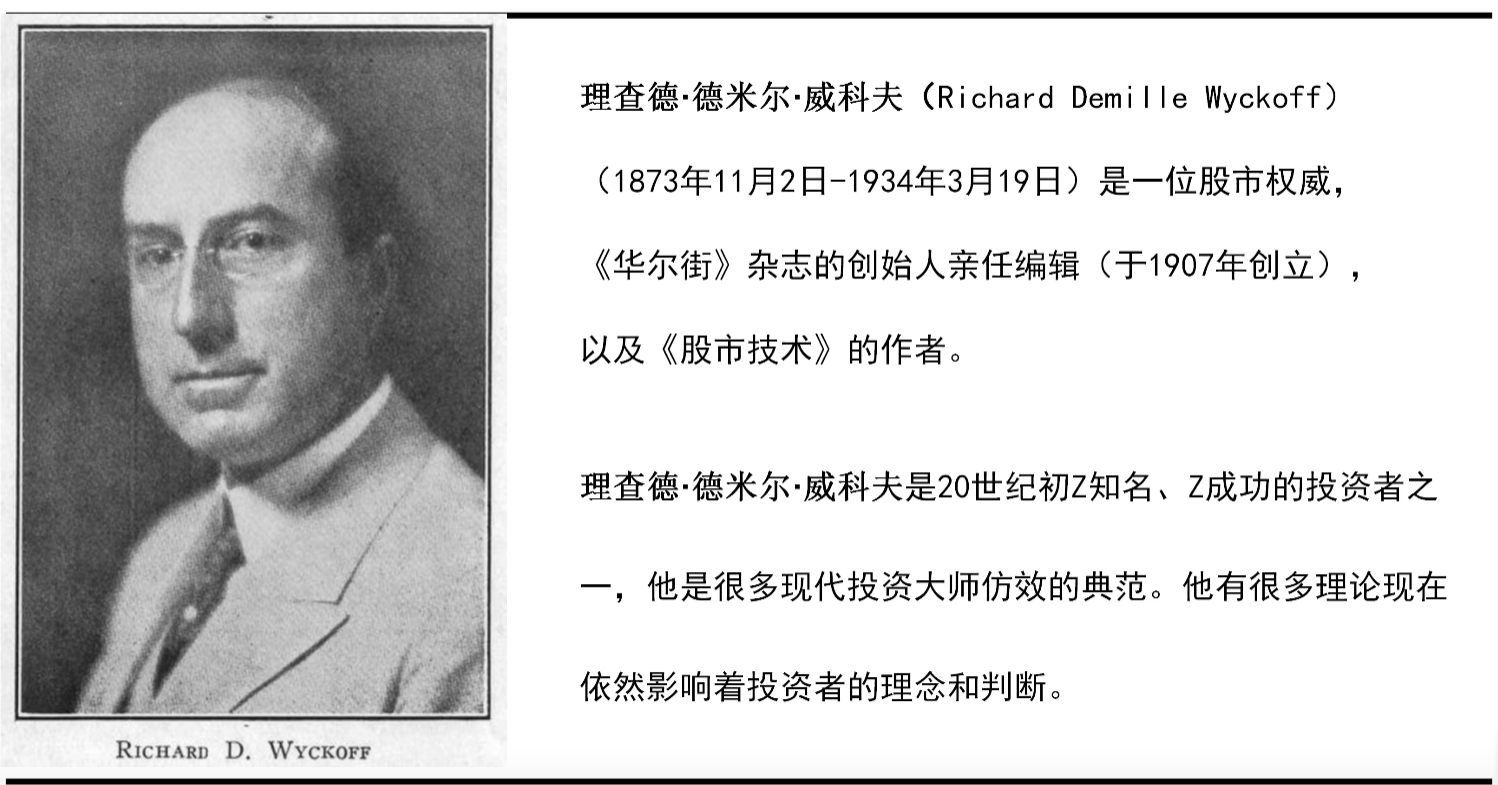 理查德·德米尔·威科夫（Richard Demille Wyckoff）
（1873年11月2日-1934年3月19日）是一位股市权威，
《华尔街》杂志的创始人亲任编辑（于1907年创立），
以及《股市技术》的作者。
理查德·德米尔·威科夫是20世纪初Z知名、Z成功的投资者之
一，他是很多现代投资大师仿效的典范。他有很多理论现在
依然影响着投资者的理念和判断。
RICHARD D. WYCKOFF